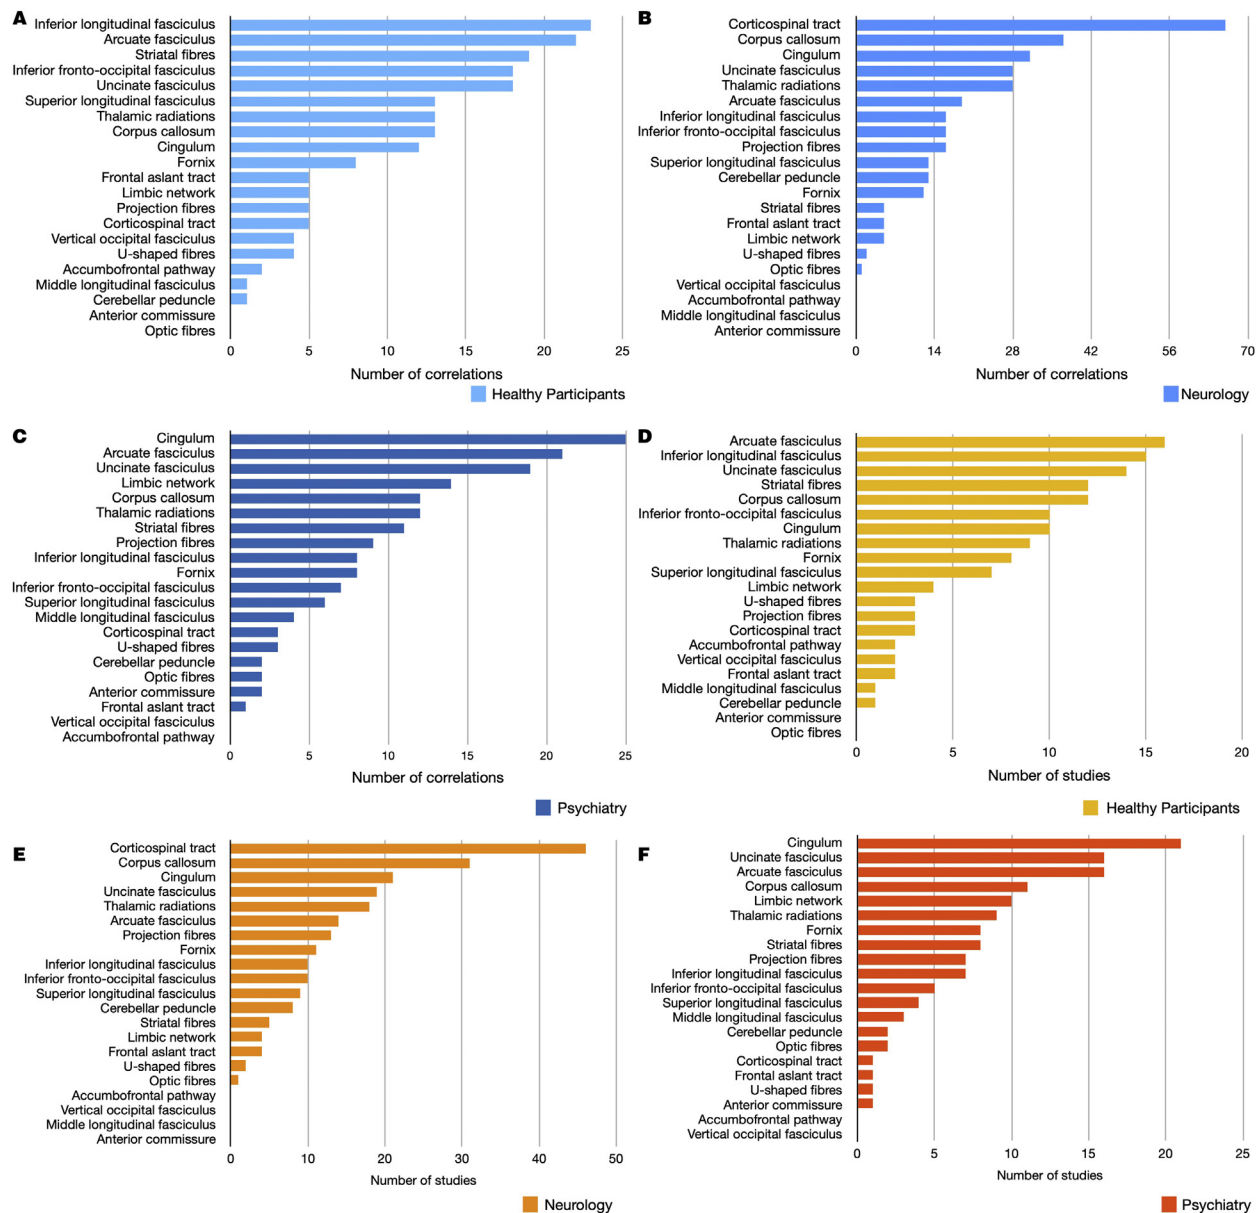 A
Inferior longitudinal fasciculus
Arcuate fasciculus
Striatal fibres
Inferior fronto-occipital fasciculus
Uncinate fasciculus
Superior longitudinal fasciculus
Thalamic radiations
Corpus callosum
Cingulum
Fornix
Frontal aslant tract
Limbic network
Projection fibres
Corticospinal tract
Vertical occipital fasciculus
U-shaped fibres
Accumbofrontal pathway
Middle longitudinal fasciculus
Cerebellar peduncle
Anterior commissure
Optic fibres
0 5 10 15 20 25
Number of correlations
Healthy Participants
B
Corticospinal tract
Corpus callosum
Cingulum
Uncinate fasciculus
Thalamic radiations
Arcuate fasciculus
Inferior longitudinal fasciculus
Inferior fronto-occipital fasciculus
Projection fibres
Superior longitudinal fasciculus
Cerebellar peduncle
Fornix
Striatal fibres
Frontal aslant tract
Limbic network
U-shaped fibres
Optic fibres
Vertical occipital fasciculus
Accumbofrontal pathway
Middle longitudinal fasciculus
Anterior commissure
0 14 28 42 56 70
Number of correlations
Neurology
C
Cingulum
Arcuate fasciculus
Uncinate fasciculus
Limbic network
Corpus callosum
Thalamic radiations
Striatal fibres
Projection fibres
Inferior longitudinal fasciculus
Fornix
Inferior fronto-occipital fasciculus
Superior longitudinal fasciculus
Middle longitudinal fasciculus
Corticospinal tract
U-shaped fibres
Cerebellar peduncle
Optic fibres
Anterior commissure
Frontal aslant tract
Vertical occipital fasciculus
Accumbofrontal pathway
0 5 10 15 20 25
Number of correlations
Psychiatry
D
Arcuate fasciculus
Inferior longitudinal fasciculus
Uncinate fasciculus
Striatal fibres
Corpus callosum
Inferior fronto-occipital fasciculus
Cingulum
Thalamic radiations
Fornix
Superior longitudinal fasciculus
Limbic network
U-shaped fibres
Projection fibres
Corticospinal tract
Accumbofrontal pathway
Vertical occipital fasciculus
Frontal aslant tract
Middle longitudinal fasciculus
Cerebellar peduncle
Anterior commissure
Optic fibres
0 5 10 15 20
Number of studies
Healthy Participants
E
Corticospinal tract
Corpus callosum
Cingulum
Uncinate fasciculus
Thalamic radiations
Arcuate fasciculus
Projection fibres
Fornix
Inferior longitudinal fasciculus
Inferior fronto-occipital fasciculus
Superior longitudinal fasciculus
Cerebellar peduncle
Striatal fibres
Limbic network
Frontal aslant tract
U-shaped fibres
Optic fibres
Accumbofrontal pathway
Vertical occipital fasciculus
Middle longitudinal fasciculus
Anterior commissure
0 10 20 30 40 50
Number of studies
Neurology
F
Cingulum
Uncinate fasciculus
Arcuate fasciculus
Corpus callosum
Limbic network
Thalamic radiations
Fornix
Striatal fibres
Projection fibres
Inferior longitudinal fasciculus
Inferior fronto-occipital fasciculus
Superior longitudinal fasciculus
Middle longitudinal fasciculus
Cerebellar peduncle
Optic fibres
Corticospinal tract
Frontal aslant tract
U-shaped fibres
Anterior commissure
Accumbofrontal pathway
Vertical occipital fasciculus
0 5 10 15 20 25
Number of studies
Psychiatry